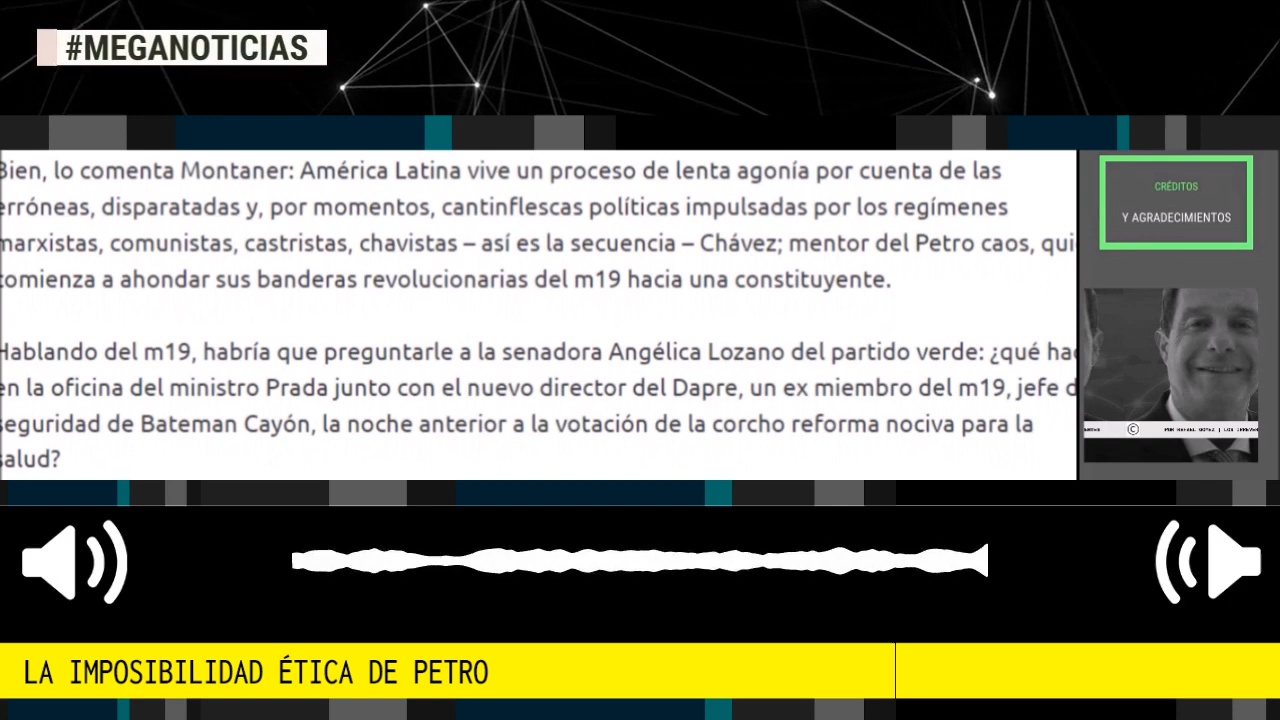 #MEGANOTICIAS
Bien, lo comenta Montaner: América Latina vive un proceso de lenta agonía por cuenta de las
erróneas, disparatadas y, por momentos, cantinflescas políticas impulsadas por los regímenes
marxistas, comunistas, castristas, chavistas – así es la secuencia – Chávez; mentor del Petro caos, qui
comienza a ahondar sus banderas revolucionarias del m19 hacia una constituyente.
Hablando del m19, habría que preguntarle a la senadora Angélica Lozano del partido verde: ¿qué hac
en la oficina del ministro Prada junto con el nuevo director del Dapre, un ex miembro del m19, jefe d
seguridad de Bateman Cayón, la noche anterior a la votación de la corcho reforma nociva para la
salud?
CRÉDITOS
Y AGRADECIMIENTOS
© POR RAFAEL GÓMEZ | LOS
LA IMPOSIBILIDAD ÉTICA DE PETRO